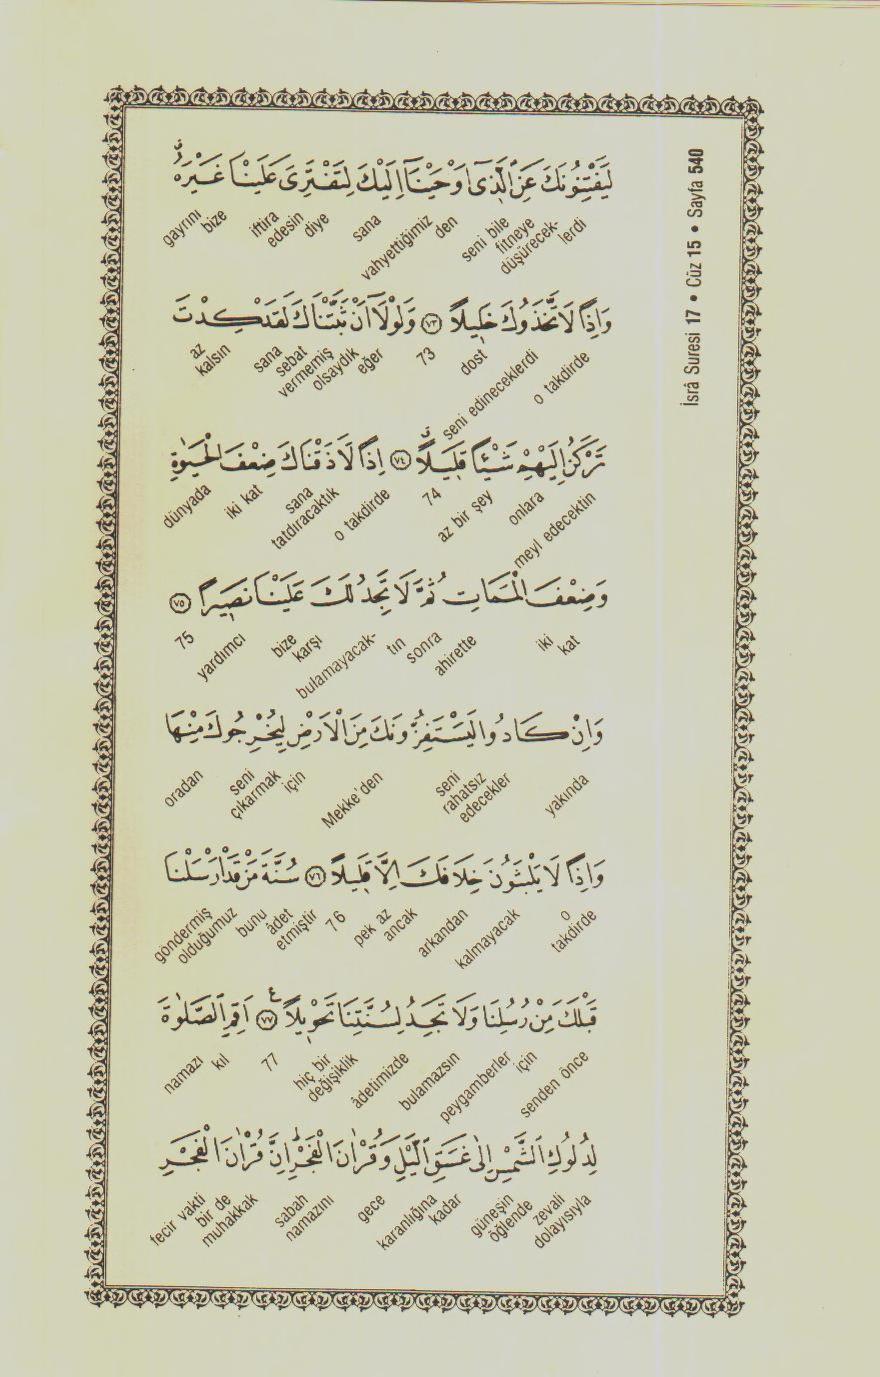 İsrâ Suresi 17 • Cüz 15 • Sayfa 540
لَيَفْتِنُونَكَ عَنِ الَّذِىٓ اَوْحَيْنَآ اِلَيْكَ لِتَفْتَرِىَ عَلَيْنَا غَيْرَهُ
lerdi düşürecek- fitneye seni bile den vahyettiğimiz sana diye edesin iftira bize gayrını
وَاِذًا لَاتَّخَذُوكَ خَلِيلًا ﴿٧٣﴾ وَلَوْلَآ اَنْ ثَبَّتْنَاكَ لَقَدْ كِدْتَ
o takdirde seni edineceklerdi dost 73 eğer olsaydık vermemiş sebat sana kalsın az
تَرْكَنُ اِلَيْهِمْ شَيْئًا قَلِيلًا ﴿٧٤﴾ اِذًا لَاَذَقْنَاكَ ضِعْفَ الْحَيٰوةِ
meyl edecektin onlara az bir şey 74 o takdirde tatdıracaktık sana iki kat dünyada
وَضِعْفَ الْمَمَاتِ ثُمَّ لَا تَجِدُ لَكَ عَلَيْنَا نَصِيرًا ﴿٧٥﴾
kat iki ahirette sonra tın bulamayacak- karşı bize yardımcı 75
وَاِنْ كَادُوا لَيَسْتَفِزُّونَكَ مِنَ الْاَرْضِ لِيُخْرِجُوكَ مِنْهَا
yakında edecekler rahatsız seni Mekke'den için çıkarmak seni oradan
وَاِذًا لَا يَلْبَثُونَ خِلَافَكَ اِلَّا قَلِيلًا ﴿٧٦﴾ سُنَّةَ مَنْ قَدْ اَرْسَلْنَا
takdirde o kalmayacak arkandan ancak pek az 76 etmiştir âdet bunu olduğumuz göndermiş
قَبْلَكَ مِنْ رُسُلِنَا وَلَا تَجِدُ لِسُنَّتِنَا تَحْوِيلًا ﴿٧٧﴾ ع اَقِمِ الصَّلٰوةَ
senden önce için peygamberler bulamazsın âdetimizde değişiklik hiç bir 77 kıl namazı
لِدُلُوكِ الشَّمْسِ اِلٰى غَسَقِ الَّيْلِ وَقُرْاٰنَ الْفَجْرِ اِنَّ قُرْاٰنَ الْفَجْرِ
dolayısıyla zevali öğlende güneşin kadar karanlığına gece namazını sabah muhakkak bir de fecir vakti